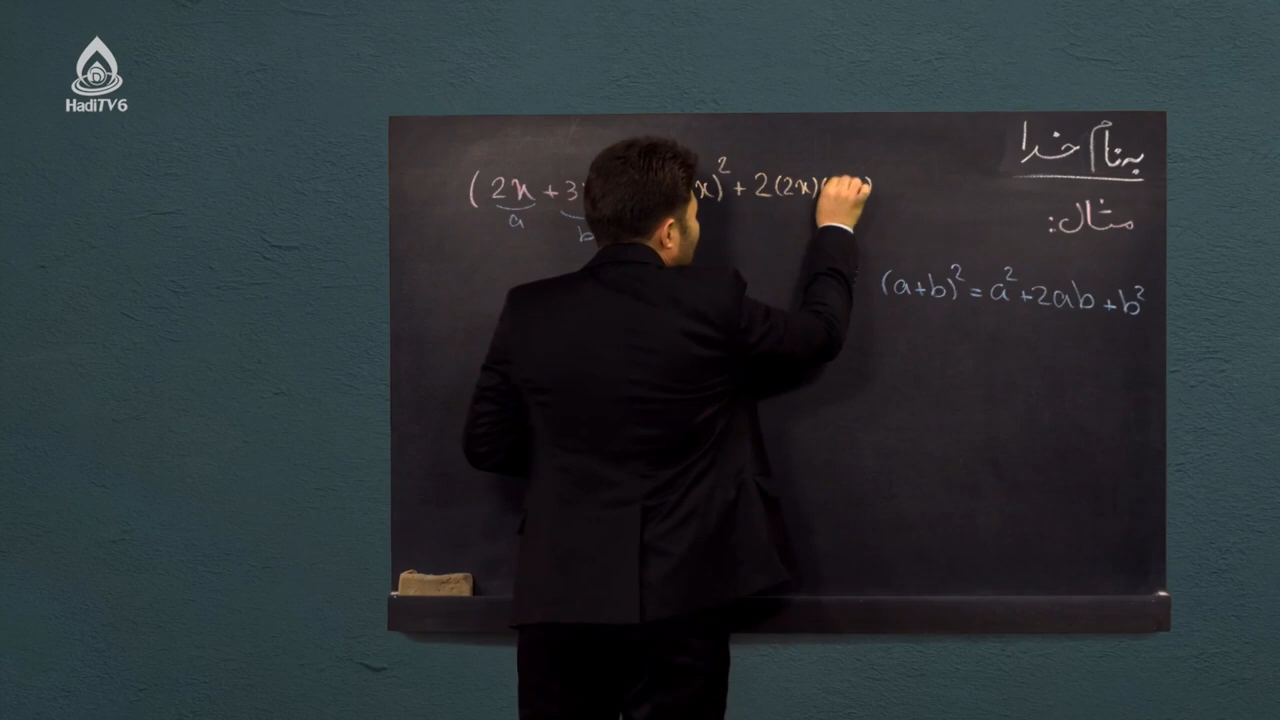 HadiTV6
به نام خدا
مثال:
(2x + 3 x)² + 2(2x)
a
b
(a+b)² = a² + 2ab + b²